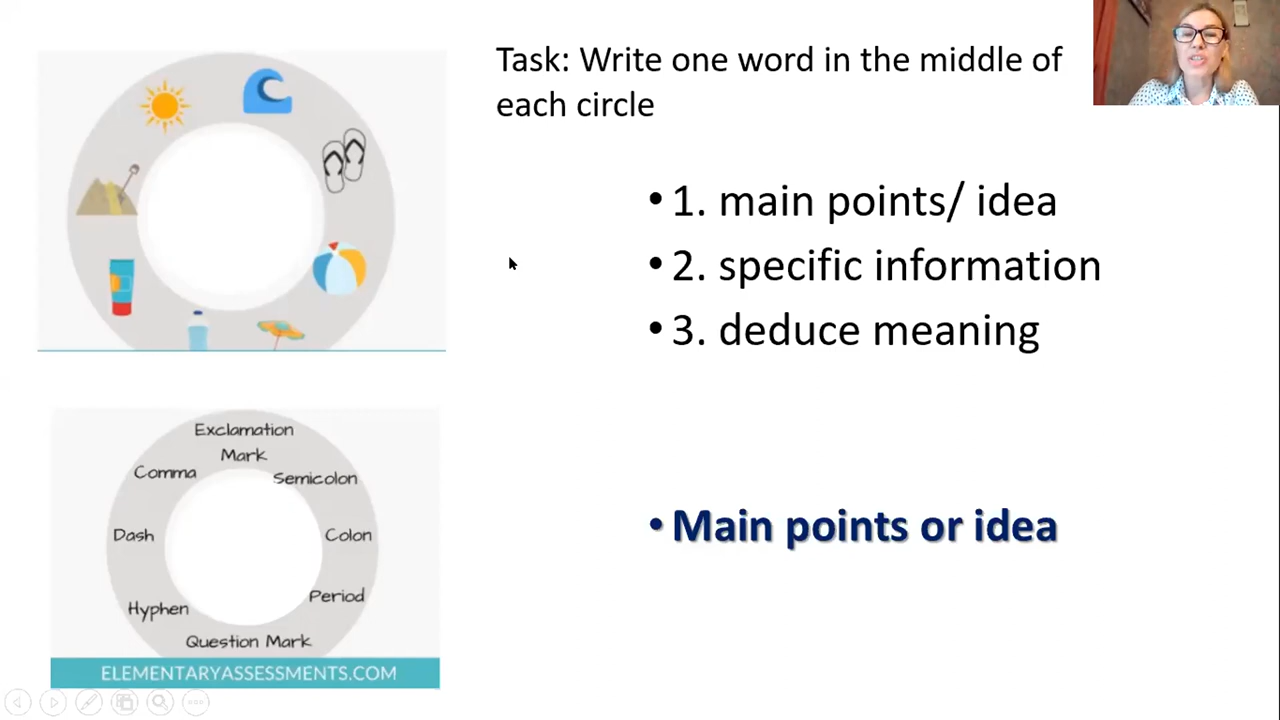 Task: Write one word in the middle of
each circle
• 1. main points/ idea
• 2. specific information
• 3. deduce meaning
Exclamation
Mark
Comma
Semicolon
Dash
Colon
Hyphen
Period
Question Mark
ELEMENTARYASSESSMENTS.COM
• Main points or idea